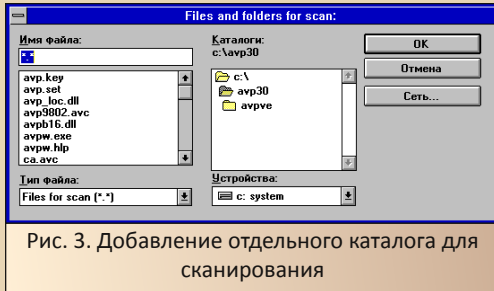 Files and folders for scan:
Имя файла:
*.*
avp.key
avp.set
avp_loc.dll
avp9802.avc
avpb16.dll
avpw.exe
avpw.hlp
ca.avc
Тип файла:
Files for scan (*.*)
Каталоги:
c:\avp30
c:\
avp30
avpve
Устройства:
c: system
OK
Отмена
Сеть...
Рис. 3. Добавление отдельного каталога для
сканирования